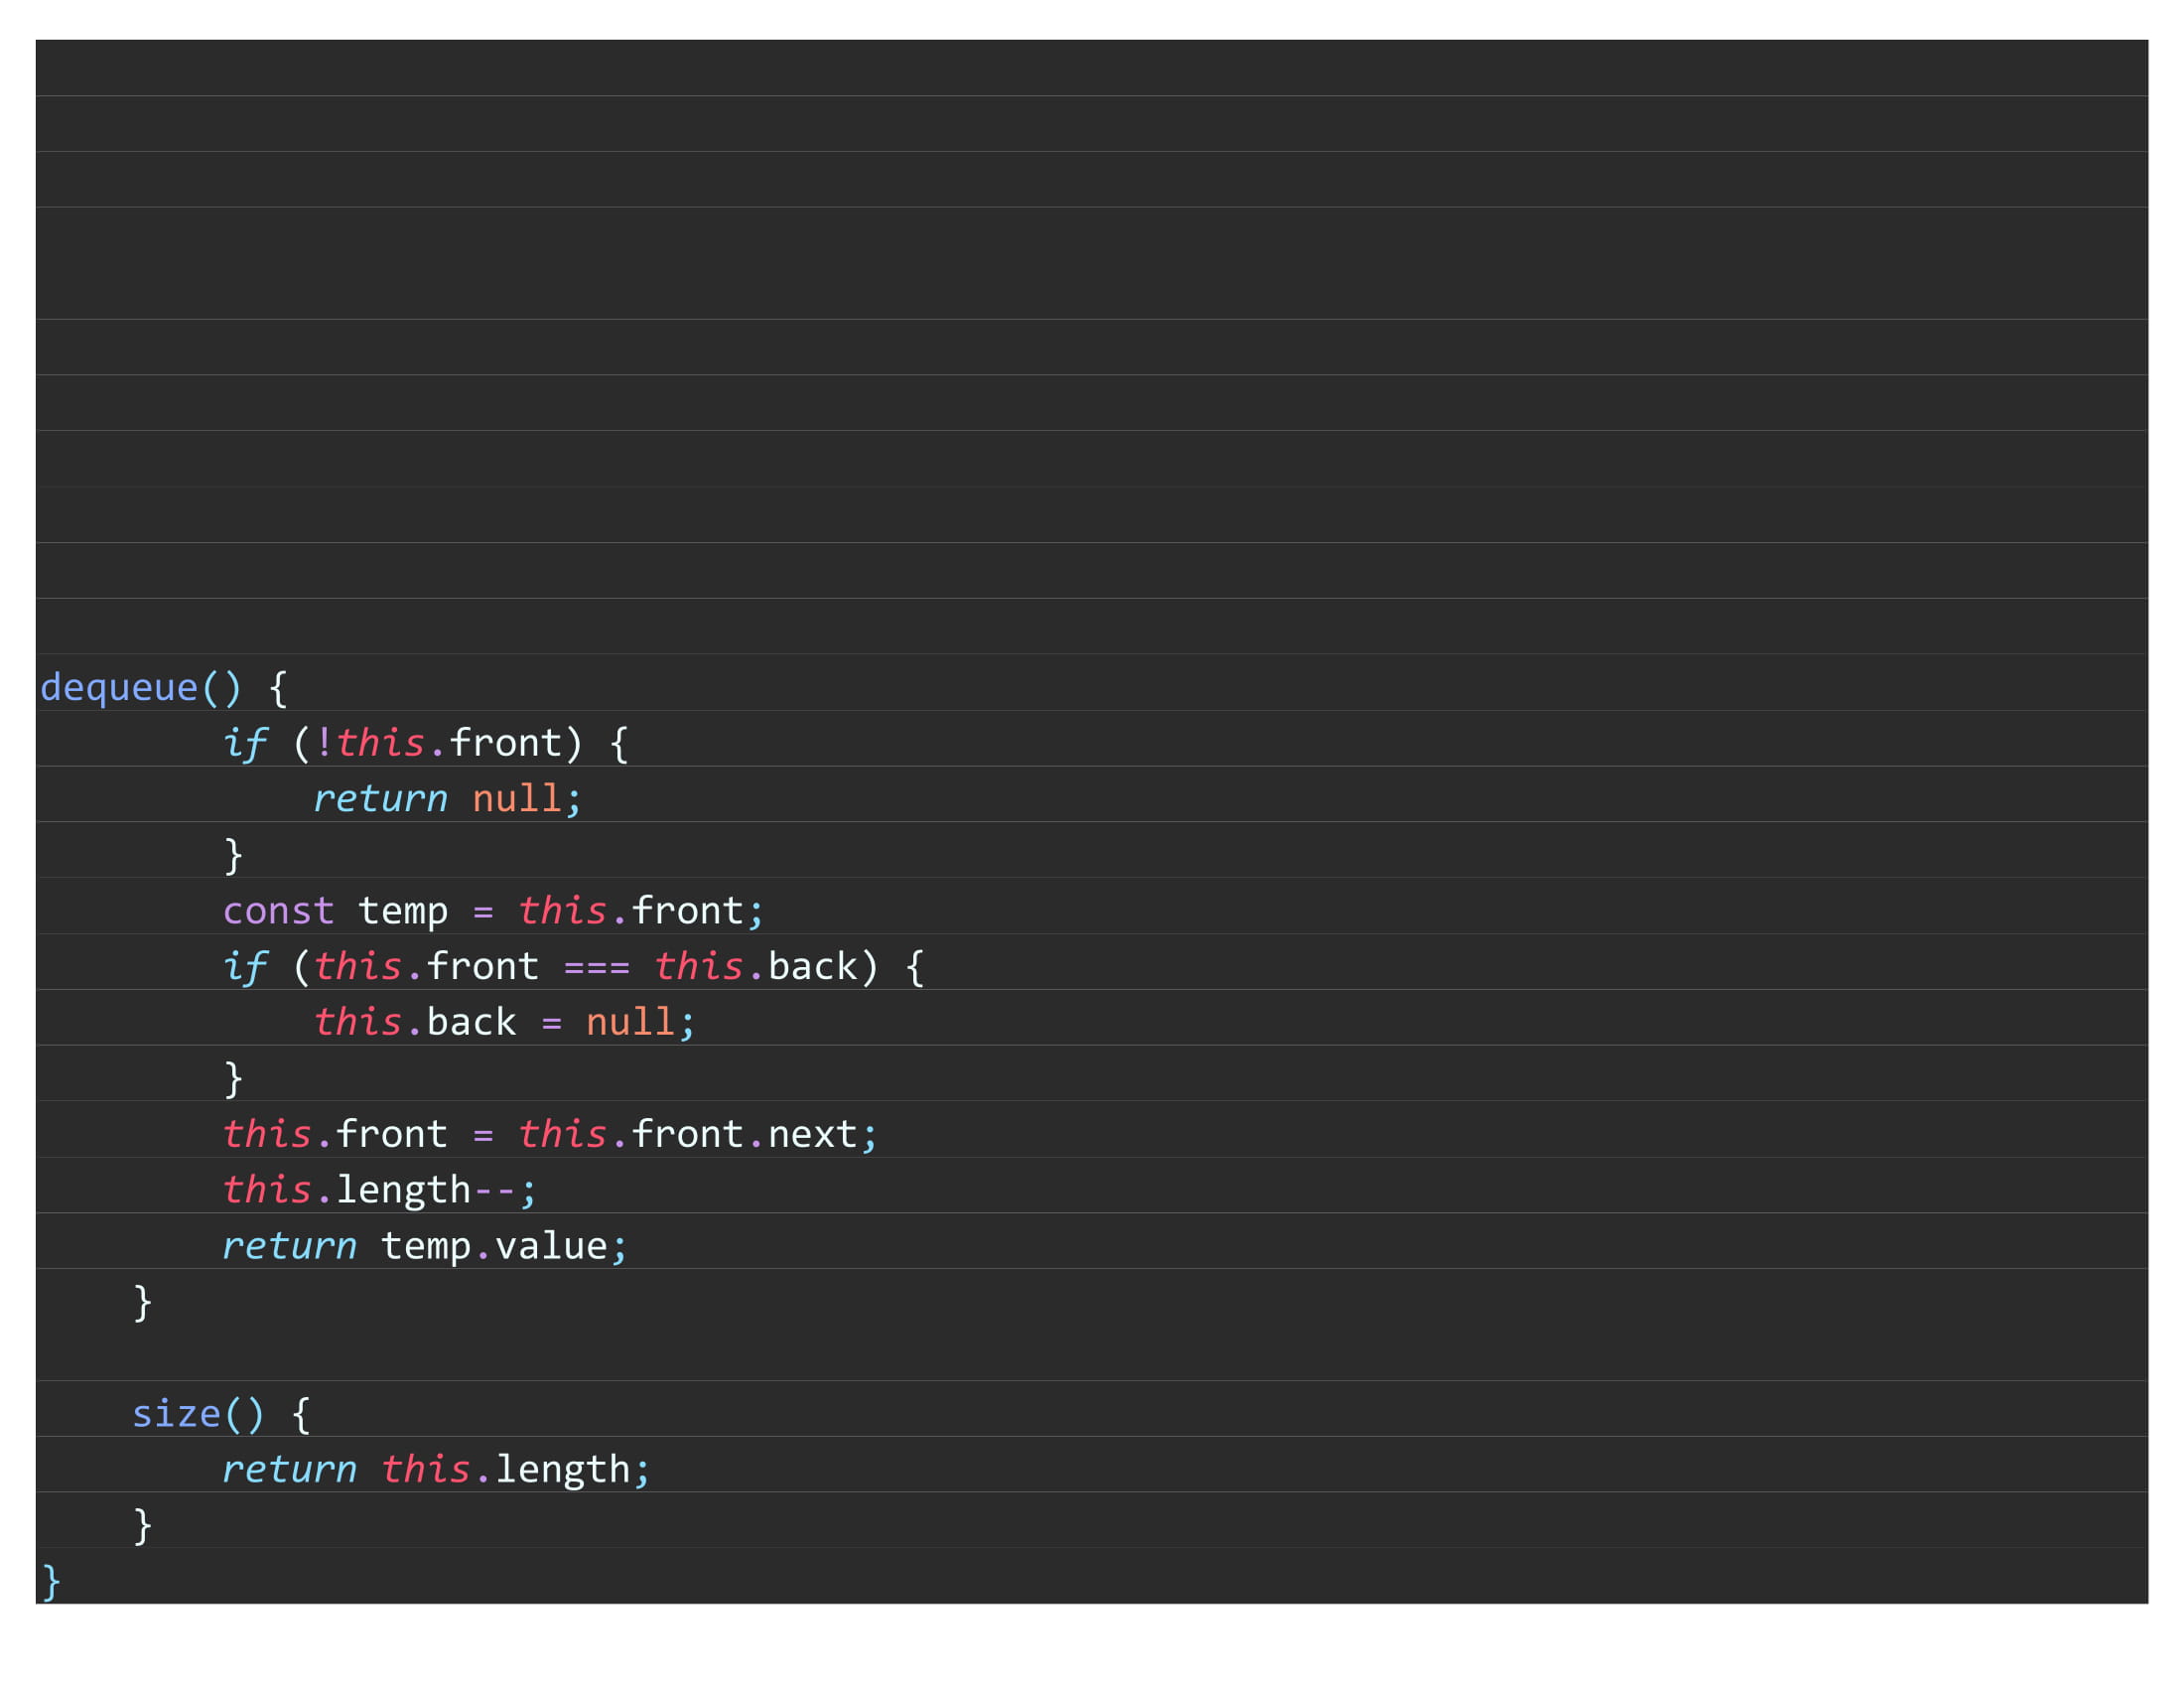 dequeue() {
        if (!this.front) {
            return null;
        }
        const temp = this.front;
        if (this.front === this.back) {
            this.back = null;
        }
        this.front = this.front.next;
        this.length--;
        return temp.value;
    }
    size() {
        return this.length;
    }
}